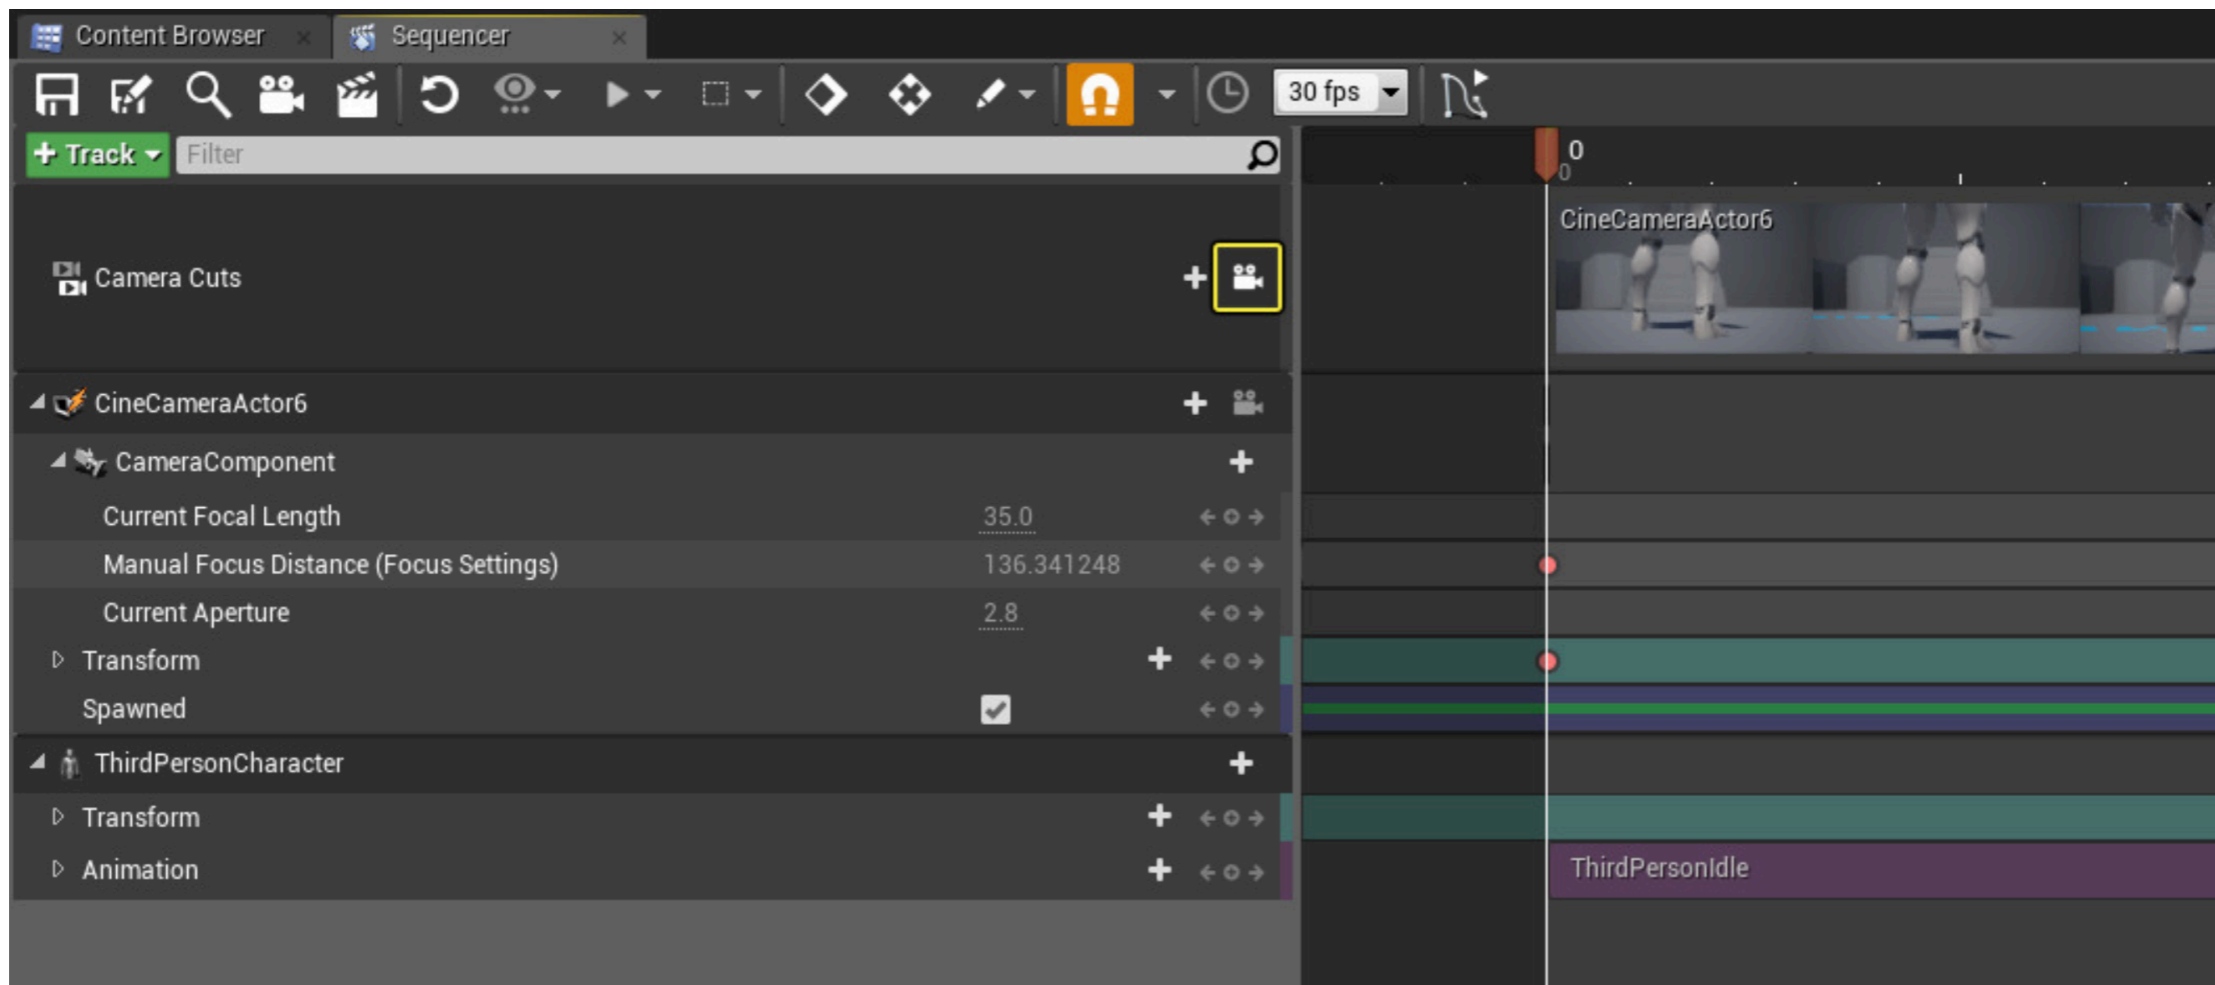 Content Browser
Sequencer
30 fps
Track
Filter
0
0
CineCameraActor6
Camera Cuts
CineCameraActor6
CameraComponent
Current Focal Length 35.0
Manual Focus Distance (Focus Settings) 136.341248
Current Aperture 2.8
Transform
Spawned
ThirdPersonCharacter
Transform
Animation
ThirdPersonIdle